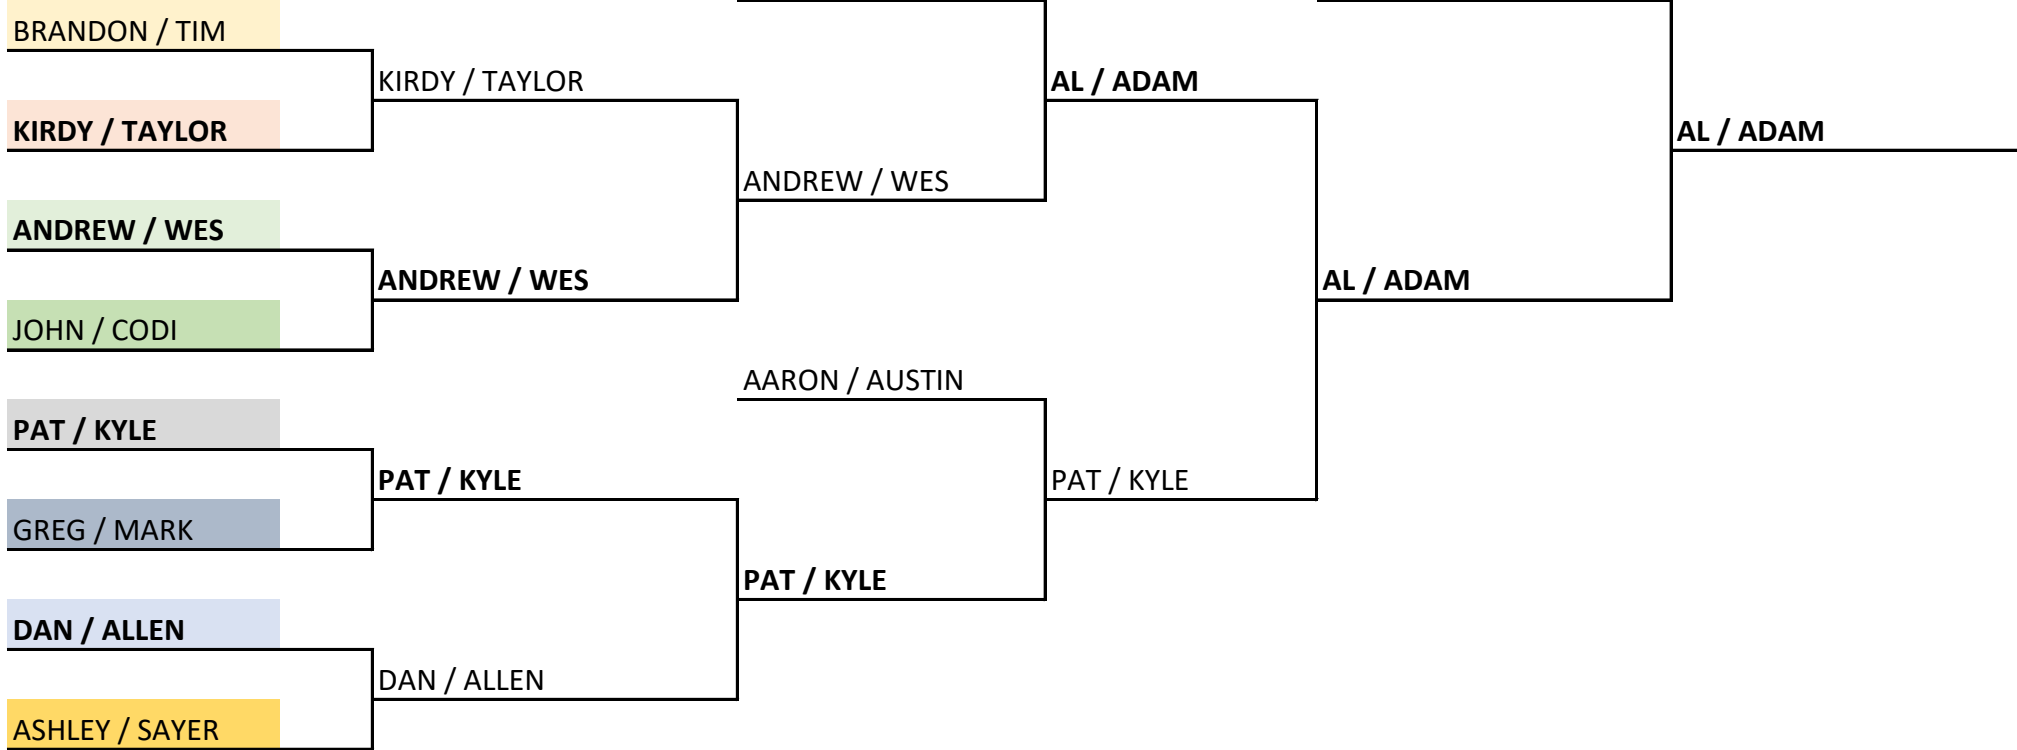 BRANDON / TIM
KIRDY / TAYLOR
ANDREW / WES
JOHN / CODI
PAT / KYLE
GREG / MARK
DAN / ALLEN
ASHLEY / SAYER
KIRDY / TAYLOR
ANDREW / WES
PAT / KYLE
DAN / ALLEN
ANDREW / WES
AARON / AUSTIN
PAT / KYLE
AL / ADAM
PAT / KYLE
AL / ADAM
AL / ADAM